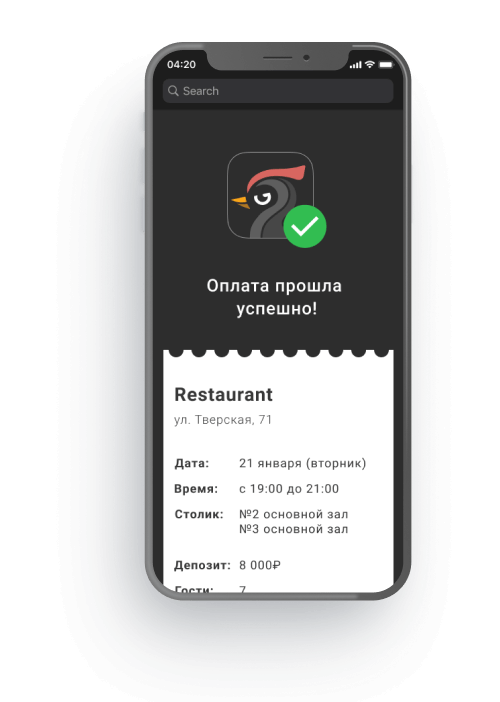 04:20
Search
Оплата прошла
успешно!
Restaurant
ул. Тверская, 71
Дата: 21 января (вторник)
Время: с 19:00 до 21:00
Столик: №2 основной зал
№3 основной зал
Депозит: 8 000₽
Гости: 7